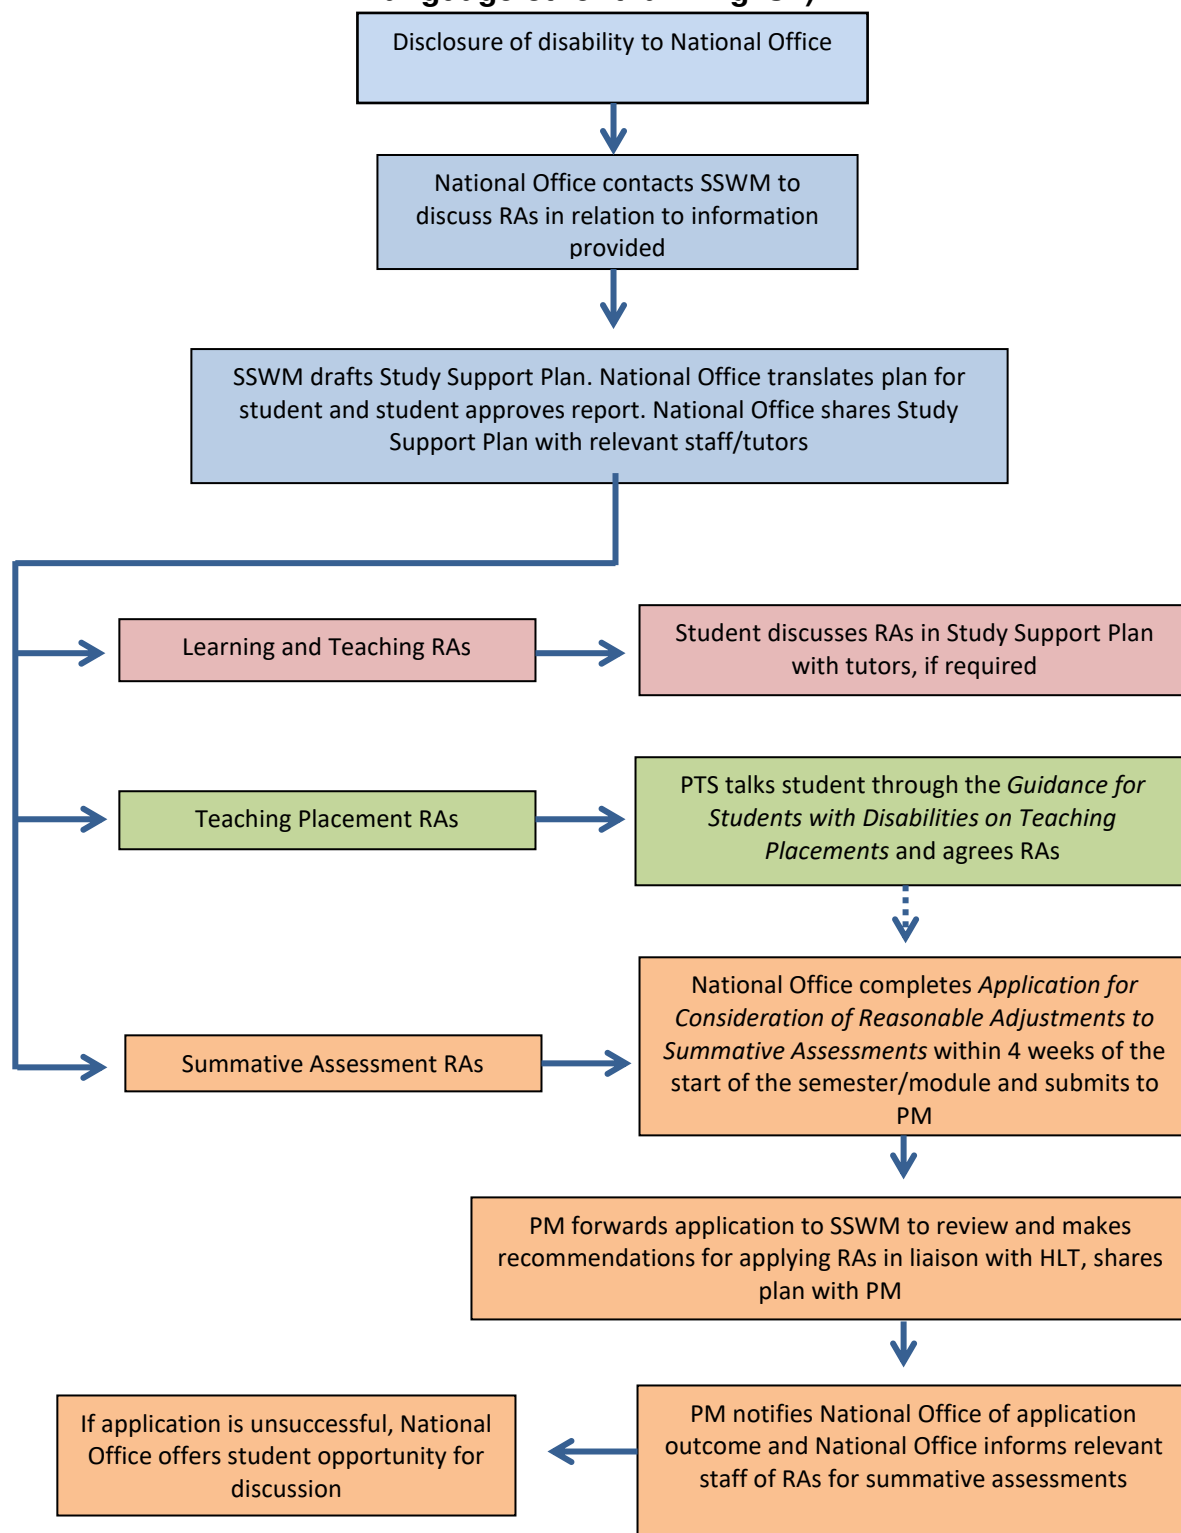 Disclosure of disability to National Office
National Office contacts SSWM to
discuss RAs in relation to information
provided
SSWM drafts Study Support Plan. National Office translates plan for
student and student approves report. National Office shares Study
Support Plan with relevant staff/tutors
Learning and Teaching RAs
Student discusses RAs in Study Support Plan
with tutors, if required
Teaching Placement RAs
PTS talks student through the Guidance for
Students with Disabilities on Teaching
Placements and agrees RAs
Summative Assessment RAs
National Office completes Application for
Consideration of Reasonable Adjustments to
Summative Assessments within 4 weeks of the
start of the semester/module and submits to
PM
PM forwards application to SSWM to review and makes
recommendations for applying RAs in liaison with HLT, shares
plan with PM
PM notifies National Office of application
outcome and National Office informs relevant
staff of RAs for summative assessments
If application is unsuccessful, National
Office offers student opportunity for
discussion